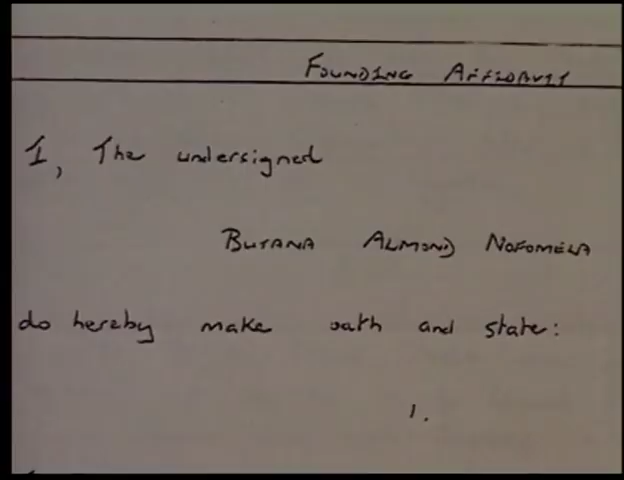 FOUNDING AFFIDAVIT
I, The undersigned
BUTANA ALMOND NOFOMELA
do hereby make oath and state:
1.